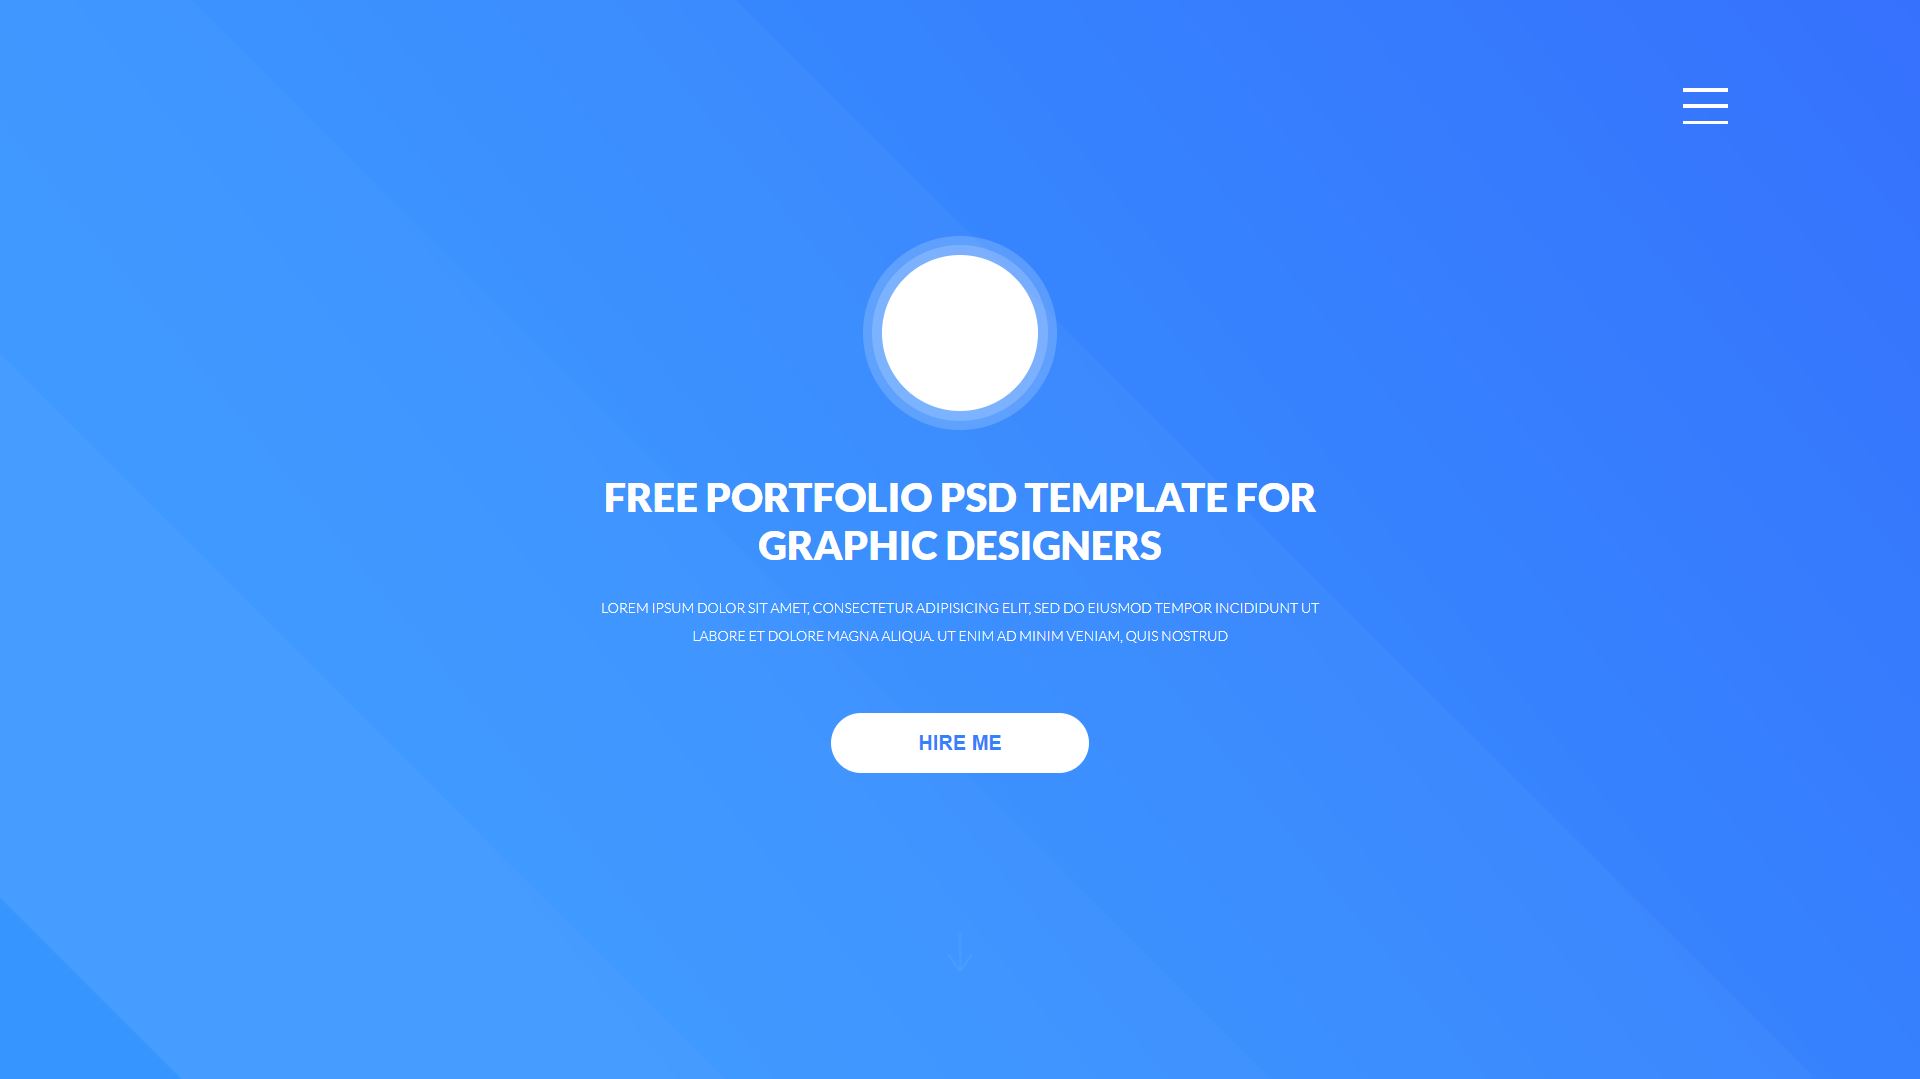 FREE PORTFOLIO PSD TEMPLATE FOR
GRAPHIC DESIGNERS
LOREM IPSUM DOLOR SIT AMET, CONSECTETUR ADIPISICING ELIT, SED DO EIUSMOD TEMPOR INCIDIDUNT UT
LABORE ET DOLORE MAGNA ALIQUA. UT ENIM AD MINIM VENIAM, QUIS NOSTRUD
HIRE ME